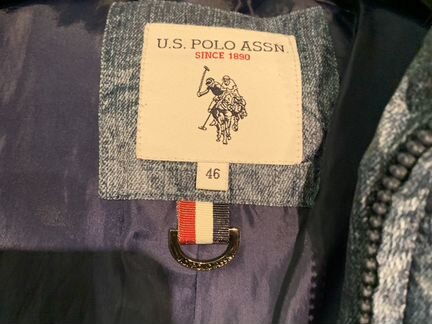 U.S. POLO ASSN.
SINCE 1890
46